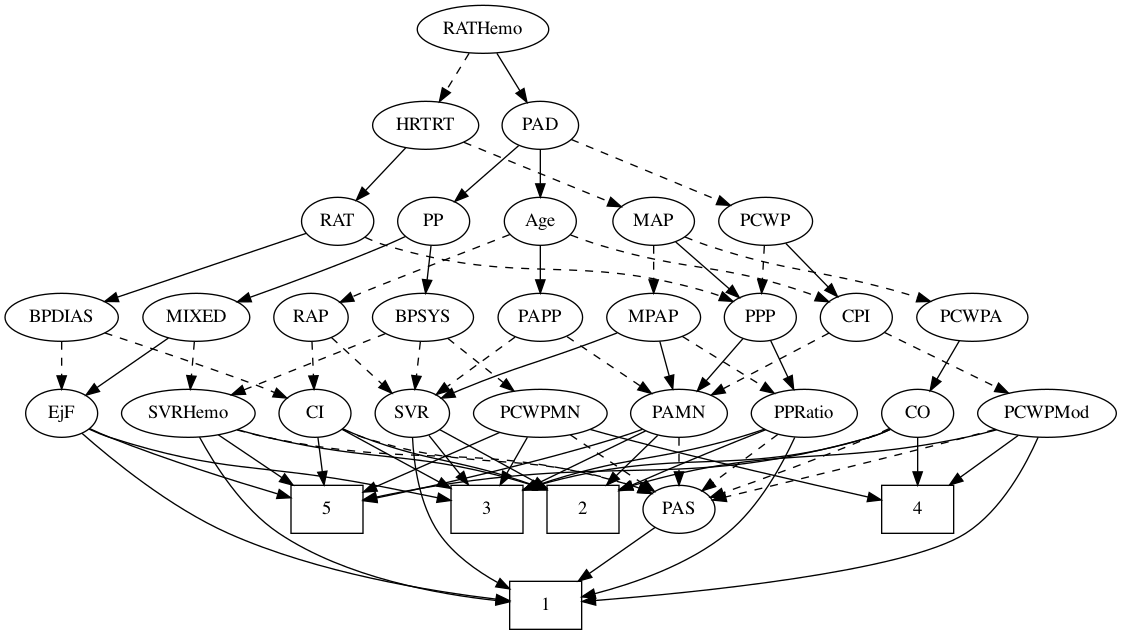 RATHemo
HRTRT
PAD
RAT
PP
Age
MAP
PCWP
BPDIAS
MIXED
RAP
BPSYS
PAPP
MPAP
PPP
CPI
PCWPA
EjF
SVRHemo
CI
SVR
PCWPMN
PAMN
PPRatio
CO
PCWPMod
5
3
2
PAS
4
1